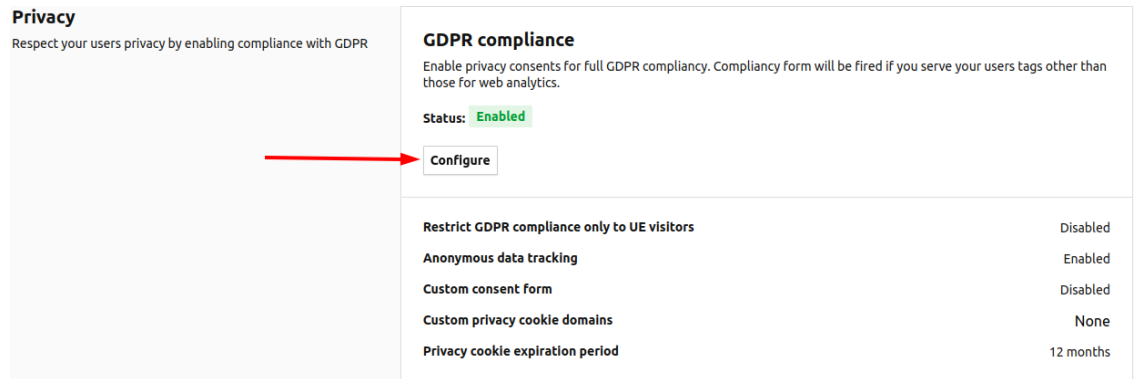 Privacy
Respect your users privacy by enabling compliance with GDPR
GDPR compliance
Enable privacy consents for full GDPR compliancy. Compliancy form will be fired if you serve your users tags other than
those for web analytics.
Status: Enabled
Configure
Restrict GDPR compliance only to UE visitors Disabled
Anonymous data tracking Enabled
Custom consent form Disabled
Custom privacy cookie domains None
Privacy cookie expiration period 12 months